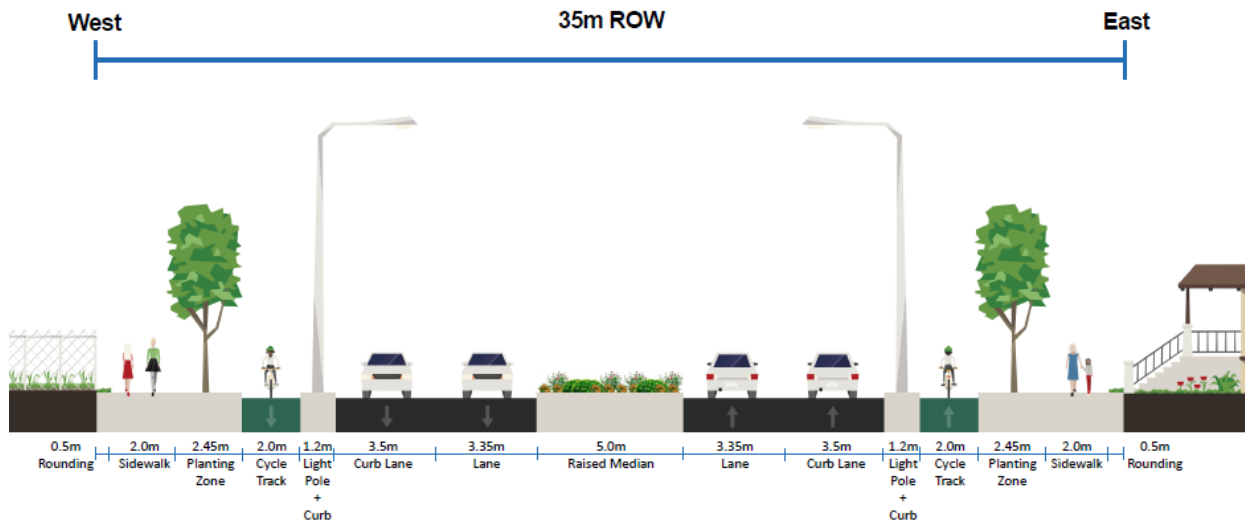 West
35m ROW
East
0.5m 2.0m 2.45m 2.0m 1.2m 3.5m 3.35m 5.0m 3.35m 3.5m 1.2m 2.0m 2.45m 2.0m 0.5m
Rounding Sidewalk Planting Cycle Light Curb Lane Lane Raised Median Lane Curb Lane Light Cycle Planting Sidewalk Rounding
Zone Track Pole Pole Track Zone
+ +
Curb Curb